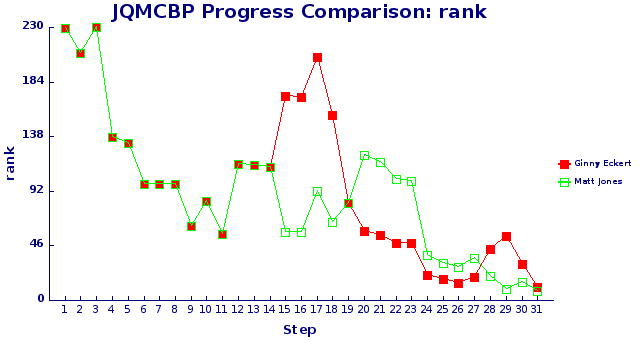 JQMCBP Progress Comparison: rank
230
184
138
92
46
0
rank
1 2 3 4 5 6 7 8 9 10 11 12 13 14 15 16 17 18 19 20 21 22 23 24 25 26 27 28 29 30 31
Step
Ginny Eckert
Matt Jones